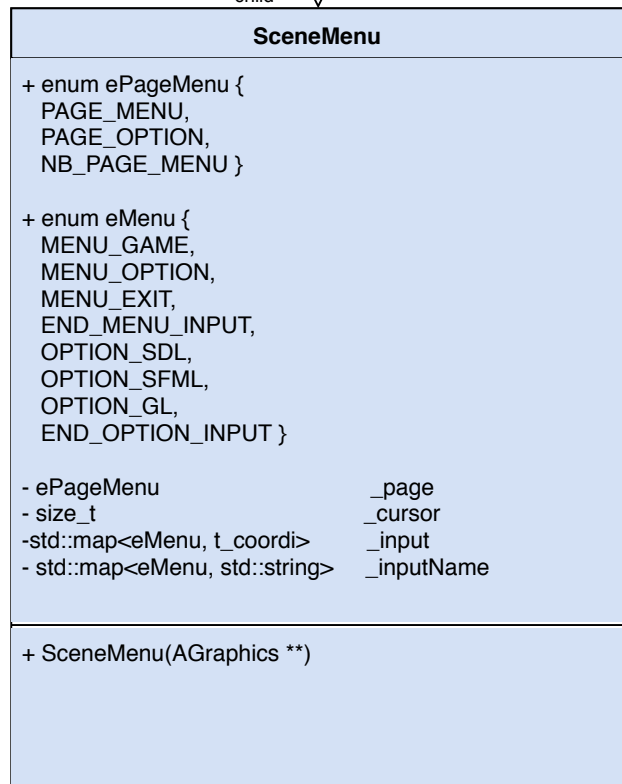 child
SceneMenu
+ enum ePageMenu {
PAGE_MENU,
PAGE_OPTION,
NB_PAGE_MENU }
+ enum eMenu {
MENU_GAME,
MENU_OPTION,
MENU_EXIT,
END_MENU_INPUT,
OPTION_SDL,
OPTION_SFML,
OPTION_GL,
END_OPTION_INPUT }
- ePageMenu _page
- size_t _cursor
-std::map<eMenu, t_coordi> _input
- std::map<eMenu, std::string> _inputName
+ SceneMenu(AGraphics **)